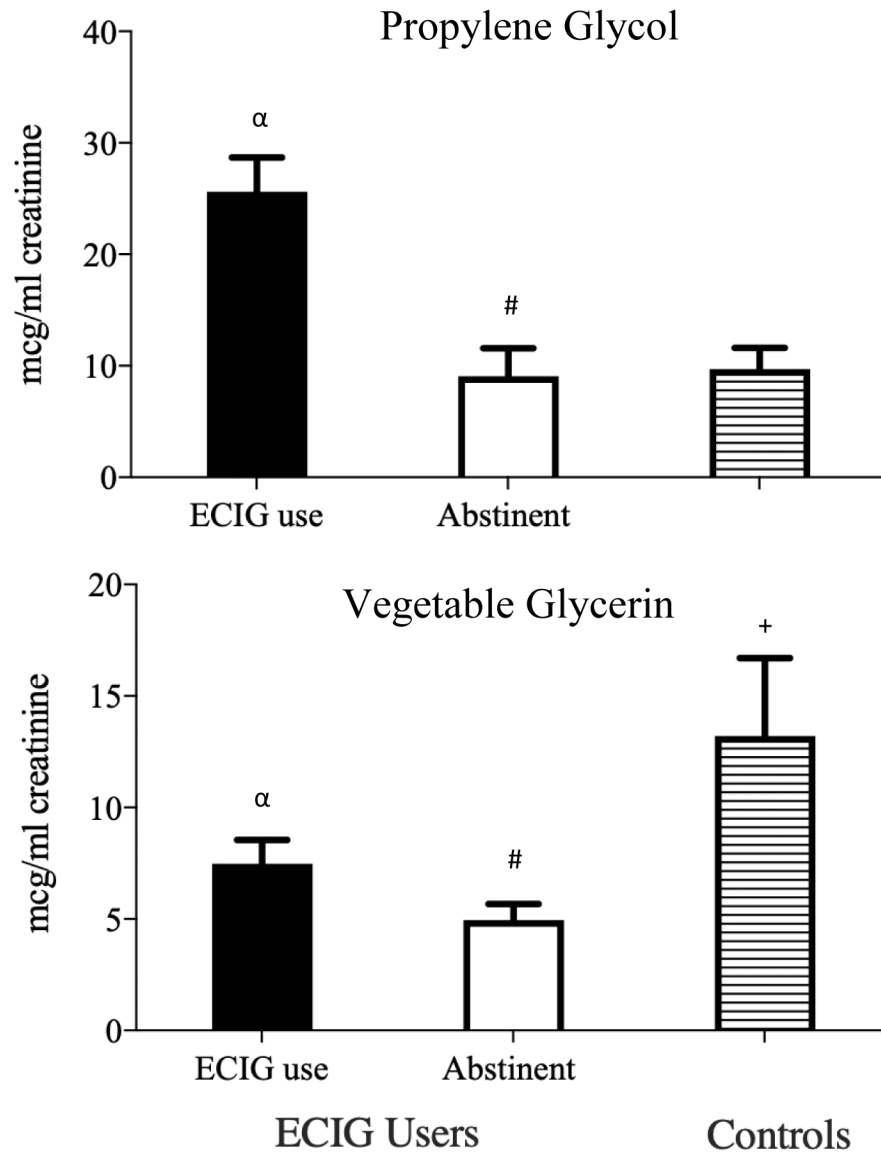 Propylene Glycol
40
30
20
10
0
mcg/ml creatinine
α
#
ECIG use
Abstinent
Vegetable Glycerin
20
15
10
5
0
mcg/ml creatinine
α
#
+
ECIG use
Abstinent
ECIG Users
Controls